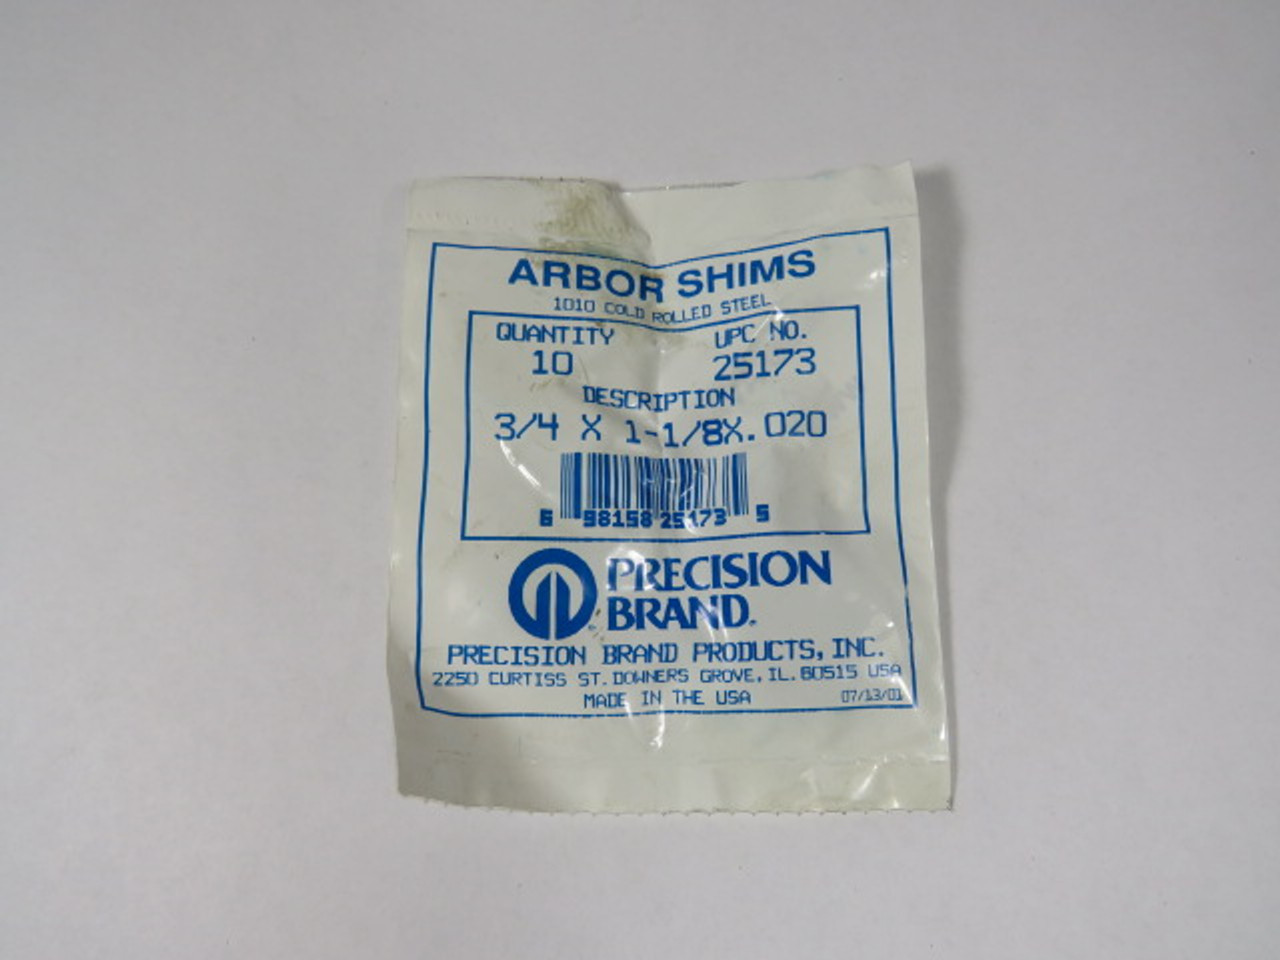 ARBOR SHIMS
1010 COLD ROLLED STEEL
QUANTITY UPC NO.
10 25173
DESCRIPTION
3/4 X 1-1/8X.020
6 98158 25173 5
PRECISION
BRAND®
PRECISION BRAND PRODUCTS, INC.
2250 CURTISS ST. DOWNERS GROVE, IL. 60515 USA
MADE IN THE USA 07/13/01